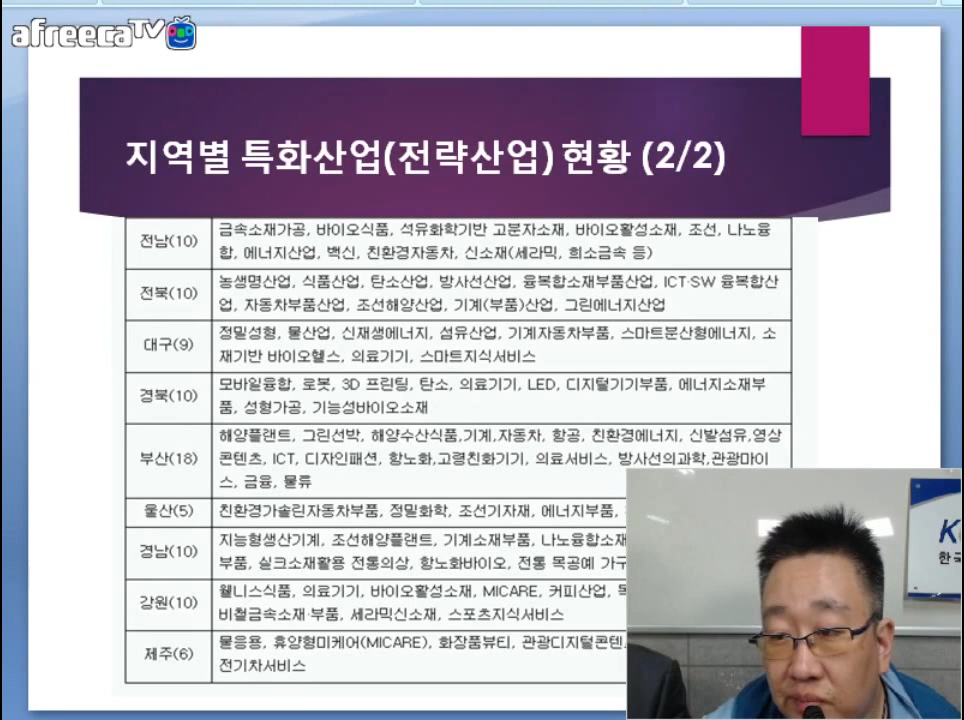 afreecaTV
지역별 특화산업(전략산업) 현황 (2/2)
전남(10)
금속소재가공, 바이오식품, 석유화학기반 고분자소재, 바이오활성소재, 조선, 나노융
합, 에너지산업, 백신, 친환경자동차, 신소재(세라믹, 희소금속 등)
전북(10)
농생명산업, 식품산업, 탄소산업, 방사선산업, 융복합소재부품산업, ICT·SW 융복합산
업, 자동차부품산업, 조선해양산업, 기계(부품)산업, 그린에너지산업
대구(9)
정밀성형, 물산업, 신재생에너지, 섬유산업, 기계자동차부품, 스마트분산형에너지, 소
재기반 바이오헬스, 의료기기, 스마트지식서비스
경북(10)
모바일융합, 로봇, 3D 프린팅, 탄소, 의료기기, LED, 디지털기기부품, 에너지소재부
품, 성형가공, 기능성바이오소재
부산(18)
해양플랜트, 그린선박, 해양수산식품,기계,자동차, 항공, 친환경에너지, 신발섬유,영상
콘텐츠, ICT, 디자인패션, 항노화,고령친화기기, 의료서비스, 방사선의과학,관광마이
스, 금융, 물류
울산(5)
친환경가솔린자동차부품, 정밀화학, 조선기자재, 에너지부품,
경남(10)
지능형생산기계, 조선해양플랜트, 기계소재부품, 나노융합소재
부품, 실크소재활용 전통의상, 항노화바이오, 전통 목공예 가구
강원(10)
웰니스식품, 의료기기, 바이오활성소재, MICARE, 커피산업,
비철금속소재·부품, 세라믹신소재, 스포츠지식서비스
제주(6)
물응용, 휴양형미케어(MICARE), 화장품뷰티, 관광디지털콘텐
전기차서비스
한국